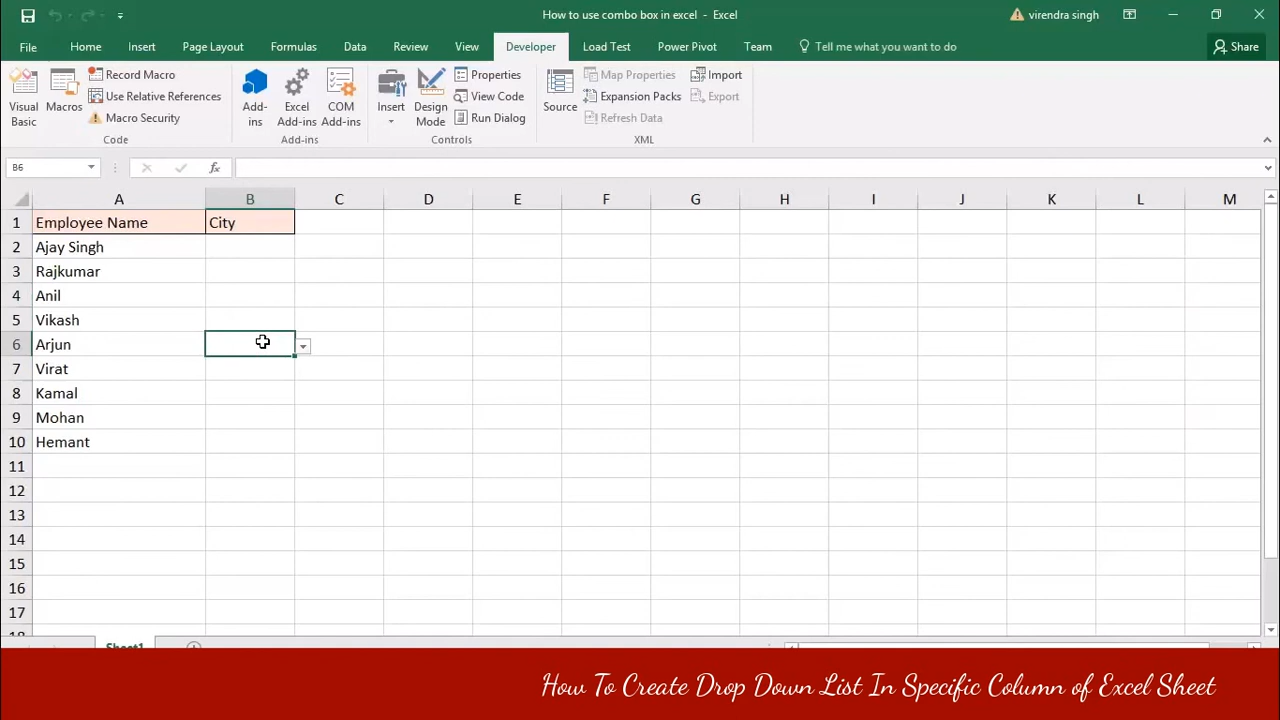 How to use combo box in excel - Excel
virendra singh
File Home Insert Page Layout Formulas Data Review View Developer Load Test Power Pivot Team Tell me what you want to do Share
Visual Basic
Macros
Record Macro
Use Relative References
Macro Security
Code
Add-ins
Excel Add-ins
COM Add-ins
Add-ins
Insert
Design Mode
Properties
View Code
Run Dialog
Controls
Source
Map Properties
Expansion Packs
Refresh Data
Import
Export
XML
B6 fx
A B C D E F G H I J K L M
1 Employee Name City
2 Ajay Singh
3 Rajkumar
4 Anil
5 Vikash
6 Arjun
7 Virat
8 Kamal
9 Mohan
10 Hemant
11
12
13
14
15
16
17
18
Sheet1
How To Create Drop Down List In Specific Column of Excel Sheet